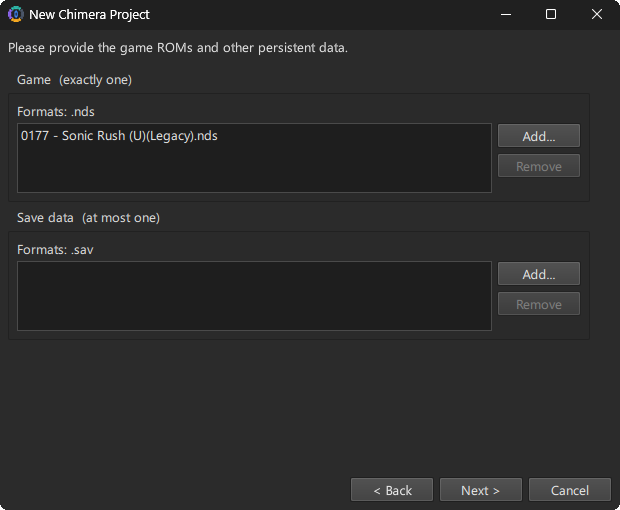 New Chimera Project
Please provide the game ROMs and other persistent data.
Game (exactly one)
Formats: .nds
0177 - Sonic Rush (U)(Legacy).nds
Add...
Remove
Save data (at most one)
Formats: .sav
Add...
Remove
< Back
Next >
Cancel